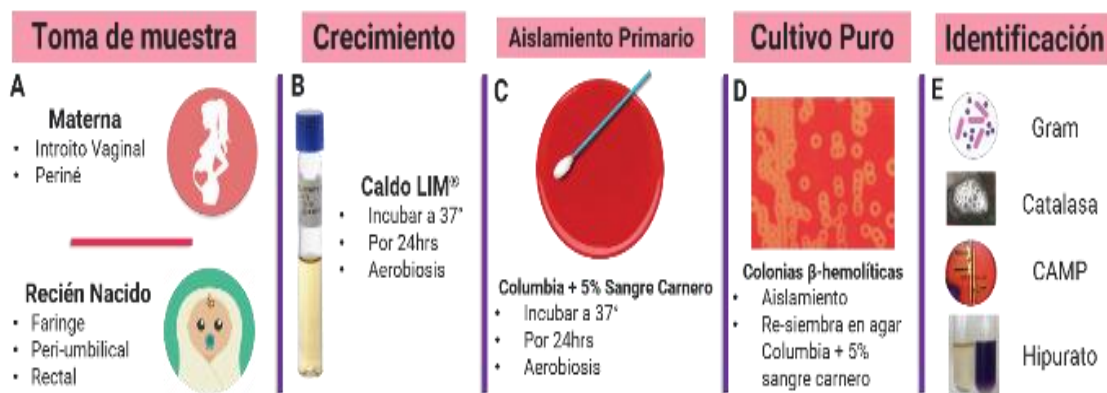 Toma de muestra
Crecimiento
Aislamiento Primario
Cultivo Puro
Identificación
A
Materna
• Introito Vaginal
• Periné
Recién Nacido
• Faringe
• Peri-umbilical
• Rectal
B
Caldo LIM®
• Incubar a 37°
• Por 24hrs
• Aerobiosis
C
Columbia + 5% Sangre Carnero
• Incubar a 37°
• Por 24hrs
• Aerobiosis
D
Colonias β-hemolíticas
• Aislamiento
• Re-siembra en agar
Columbia + 5%
sangre carnero
E
Gram
Catalasa
CAMP
Hipurato